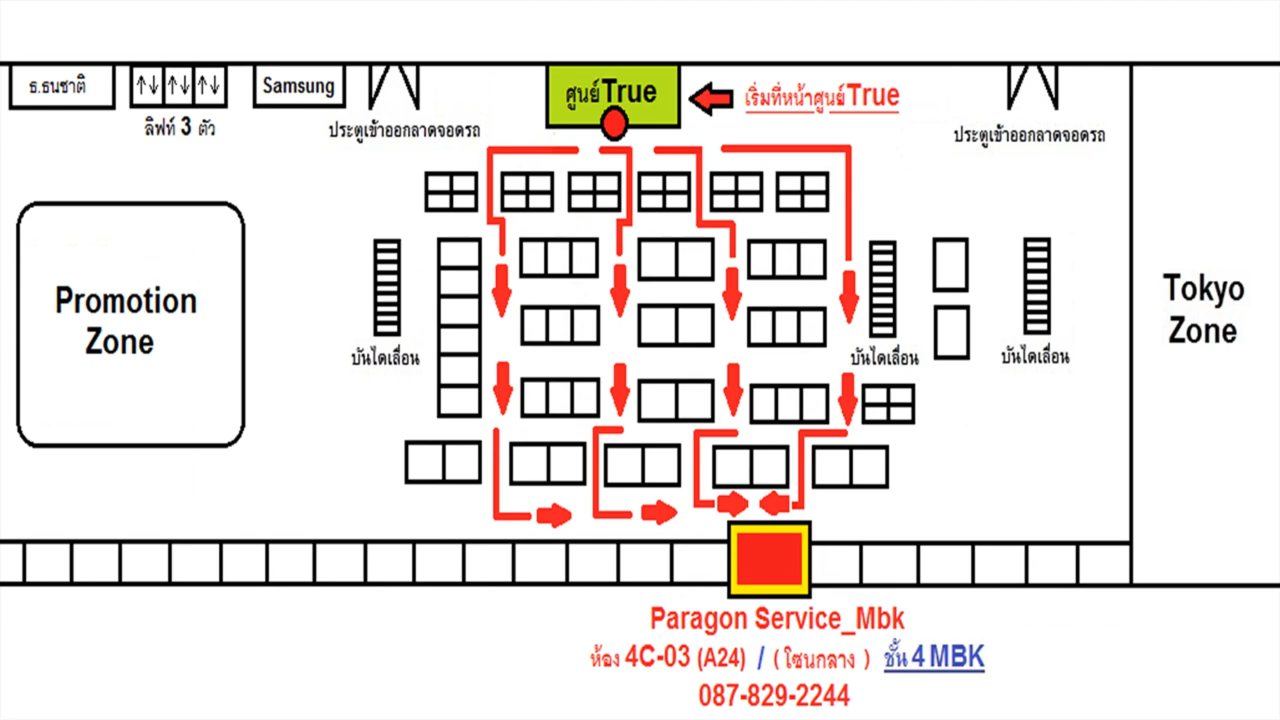 ธ.ธนชาติ
Samsung
ลิฟท์ 3 ตัว
ประตูเข้าออกลาดจอดรถ
ศูนย์ True
เริ่มที่หน้าศูนย์ True
ประตูเข้าออกลาดจอดรถ
Promotion
Zone
บันไดเลื่อน
บันไดเลื่อน
บันไดเลื่อน
Tokyo
Zone
Paragon Service_Mbk
ห้อง 4C-03 (A24) / ( โซนกลาง ) ชั้น 4 MBK
087-829-2244